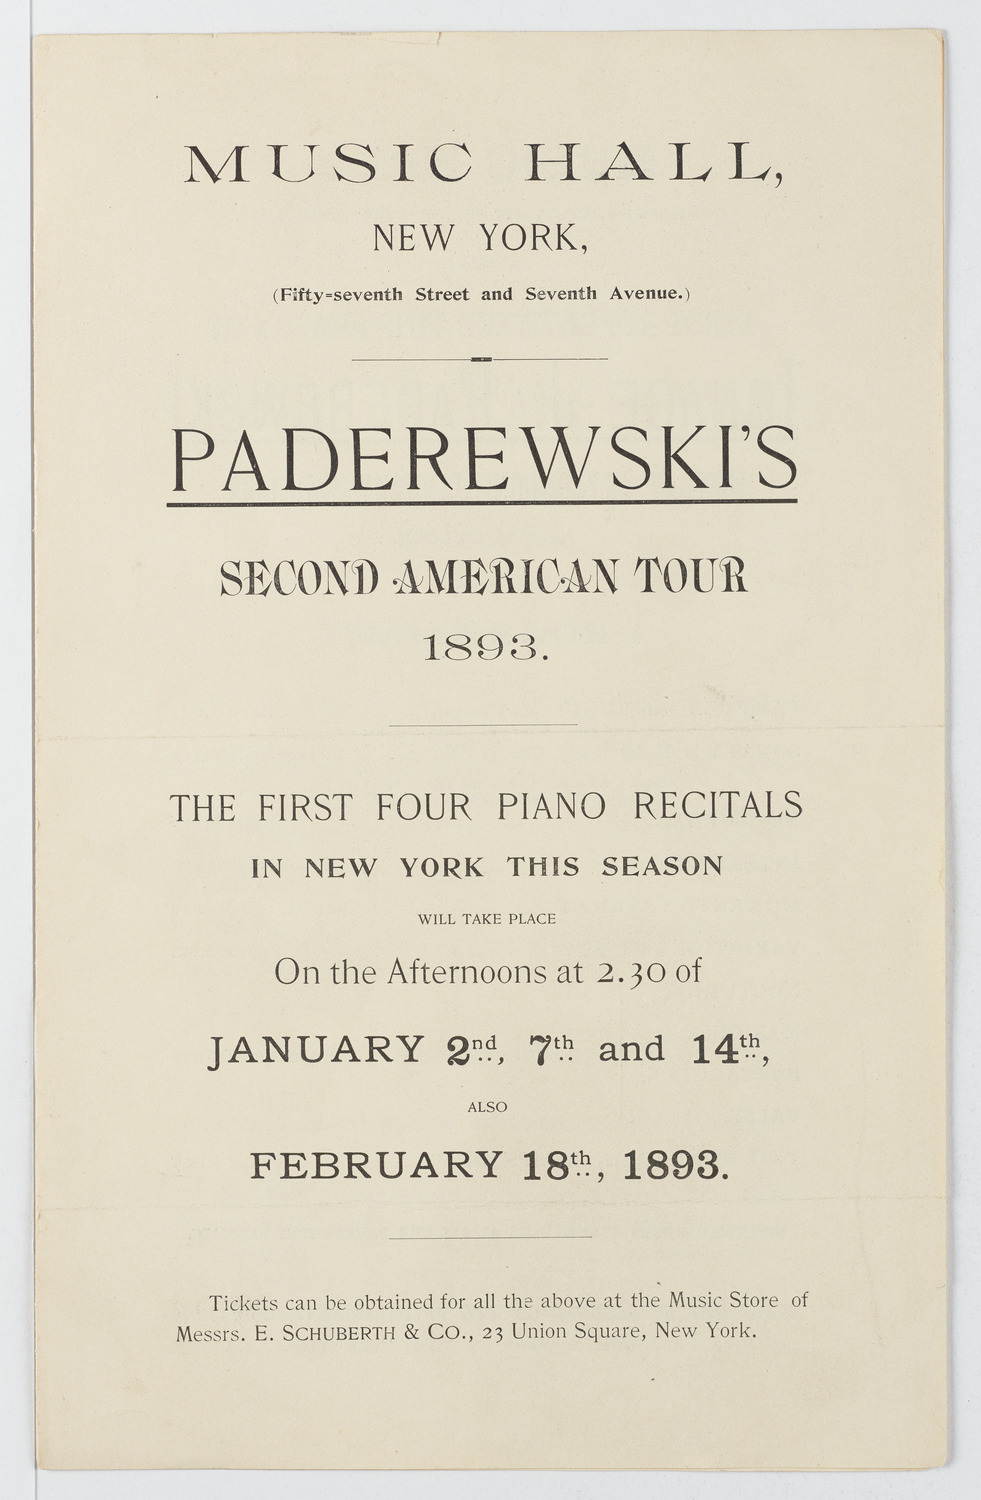 MUSIC HALL,
NEW YORK,
(Fifty=seventh Street and Seventh Avenue.)
PADEREWSKI'S
SECOND AMERICAN TOUR
1893.
THE FIRST FOUR PIANO RECITALS
IN NEW YORK THIS SEASON
WILL TAKE PLACE
On the Afternoons at 2.30 of
JANUARY 2nd, 7th and 14th,
ALSO
FEBRUARY 18th, 1893.
Tickets can be obtained for all the above at the Music Store of
Messrs. E. SCHUBERTH & CO., 23 Union Square, New York.